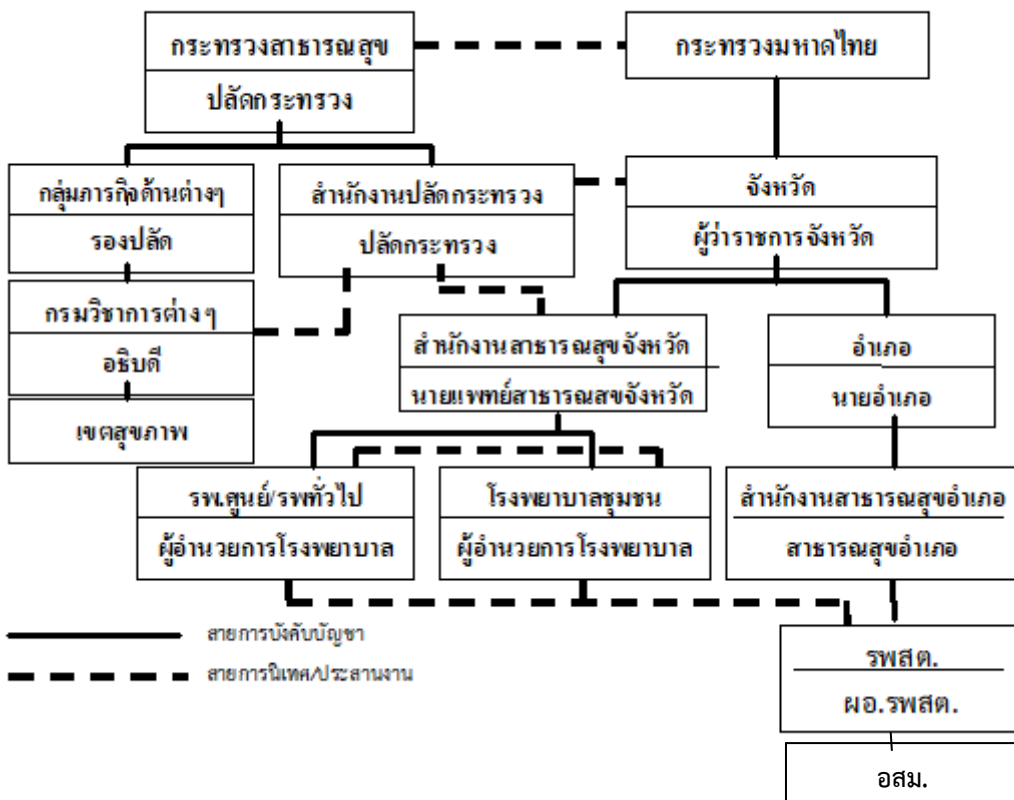 กระทรวงสาธารณสุข
ปลัดกระทรวง
กระทรวงมหาดไทย
กลุ่มภารกิจด้านต่างๆ
รองปลัด
สำนักงานปลัดกระทรวง
ปลัดกระทรวง
จังหวัด
ผู้ว่าราชการจังหวัด
กรมวิชาการต่างๆ
อธิบดี
สำนักงานสาธารณสุขจังหวัด
นายแพทย์สาธารณสขจังหวัด
อำเภอ
นายอำเภอ
เขตสุขภาพ
รพ.ศูนย์/รพทั่วไป
ผู้อำนวยการโรงพยาบาล
โรงพยาบาลชุมชน
ผู้อำนวยการโรงพยาบาล
สำนักงานสาธารณสุขอำเภอ
สาธารณสุขอำเภอ
สายการบังคับบัญชา
สายการนิเทศ/ประสานงาน
รพสต.
ผอ.รพสต.
อสม.